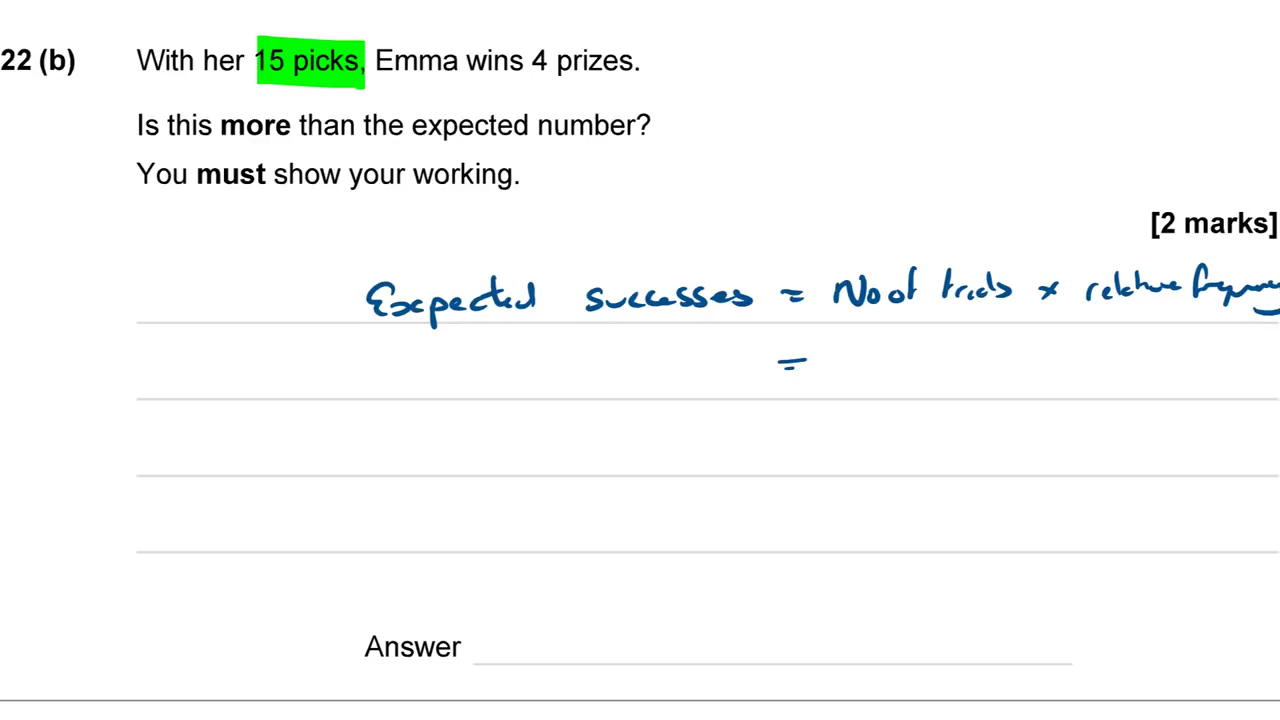 22 (b) With her 15 picks, Emma wins 4 prizes.
Is this more than the expected number?
You must show your working.
[2 marks]
Expected successes = No of trials × relative frequency
=
Answer